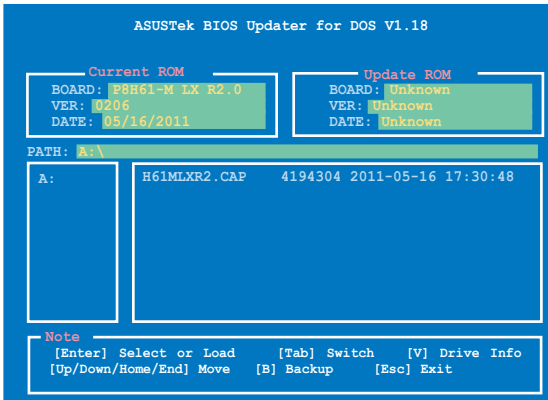 ASUSTek BIOS Updater for DOS V1.18
Current ROM
BOARD: P8H61-M LX R2.0
VER: 0206
DATE: 05/16/2011
Update ROM
BOARD: Unknown
VER: Unknown
DATE: Unknown
PATH: A:\
A:
H61MLXR2.CAP 4194304 2011-05-16 17:30:48
Note
[Enter] Select or Load [Tab] Switch [V] Drive Info
[Up/Down/Home/End] Move [B] Backup [Esc] Exit